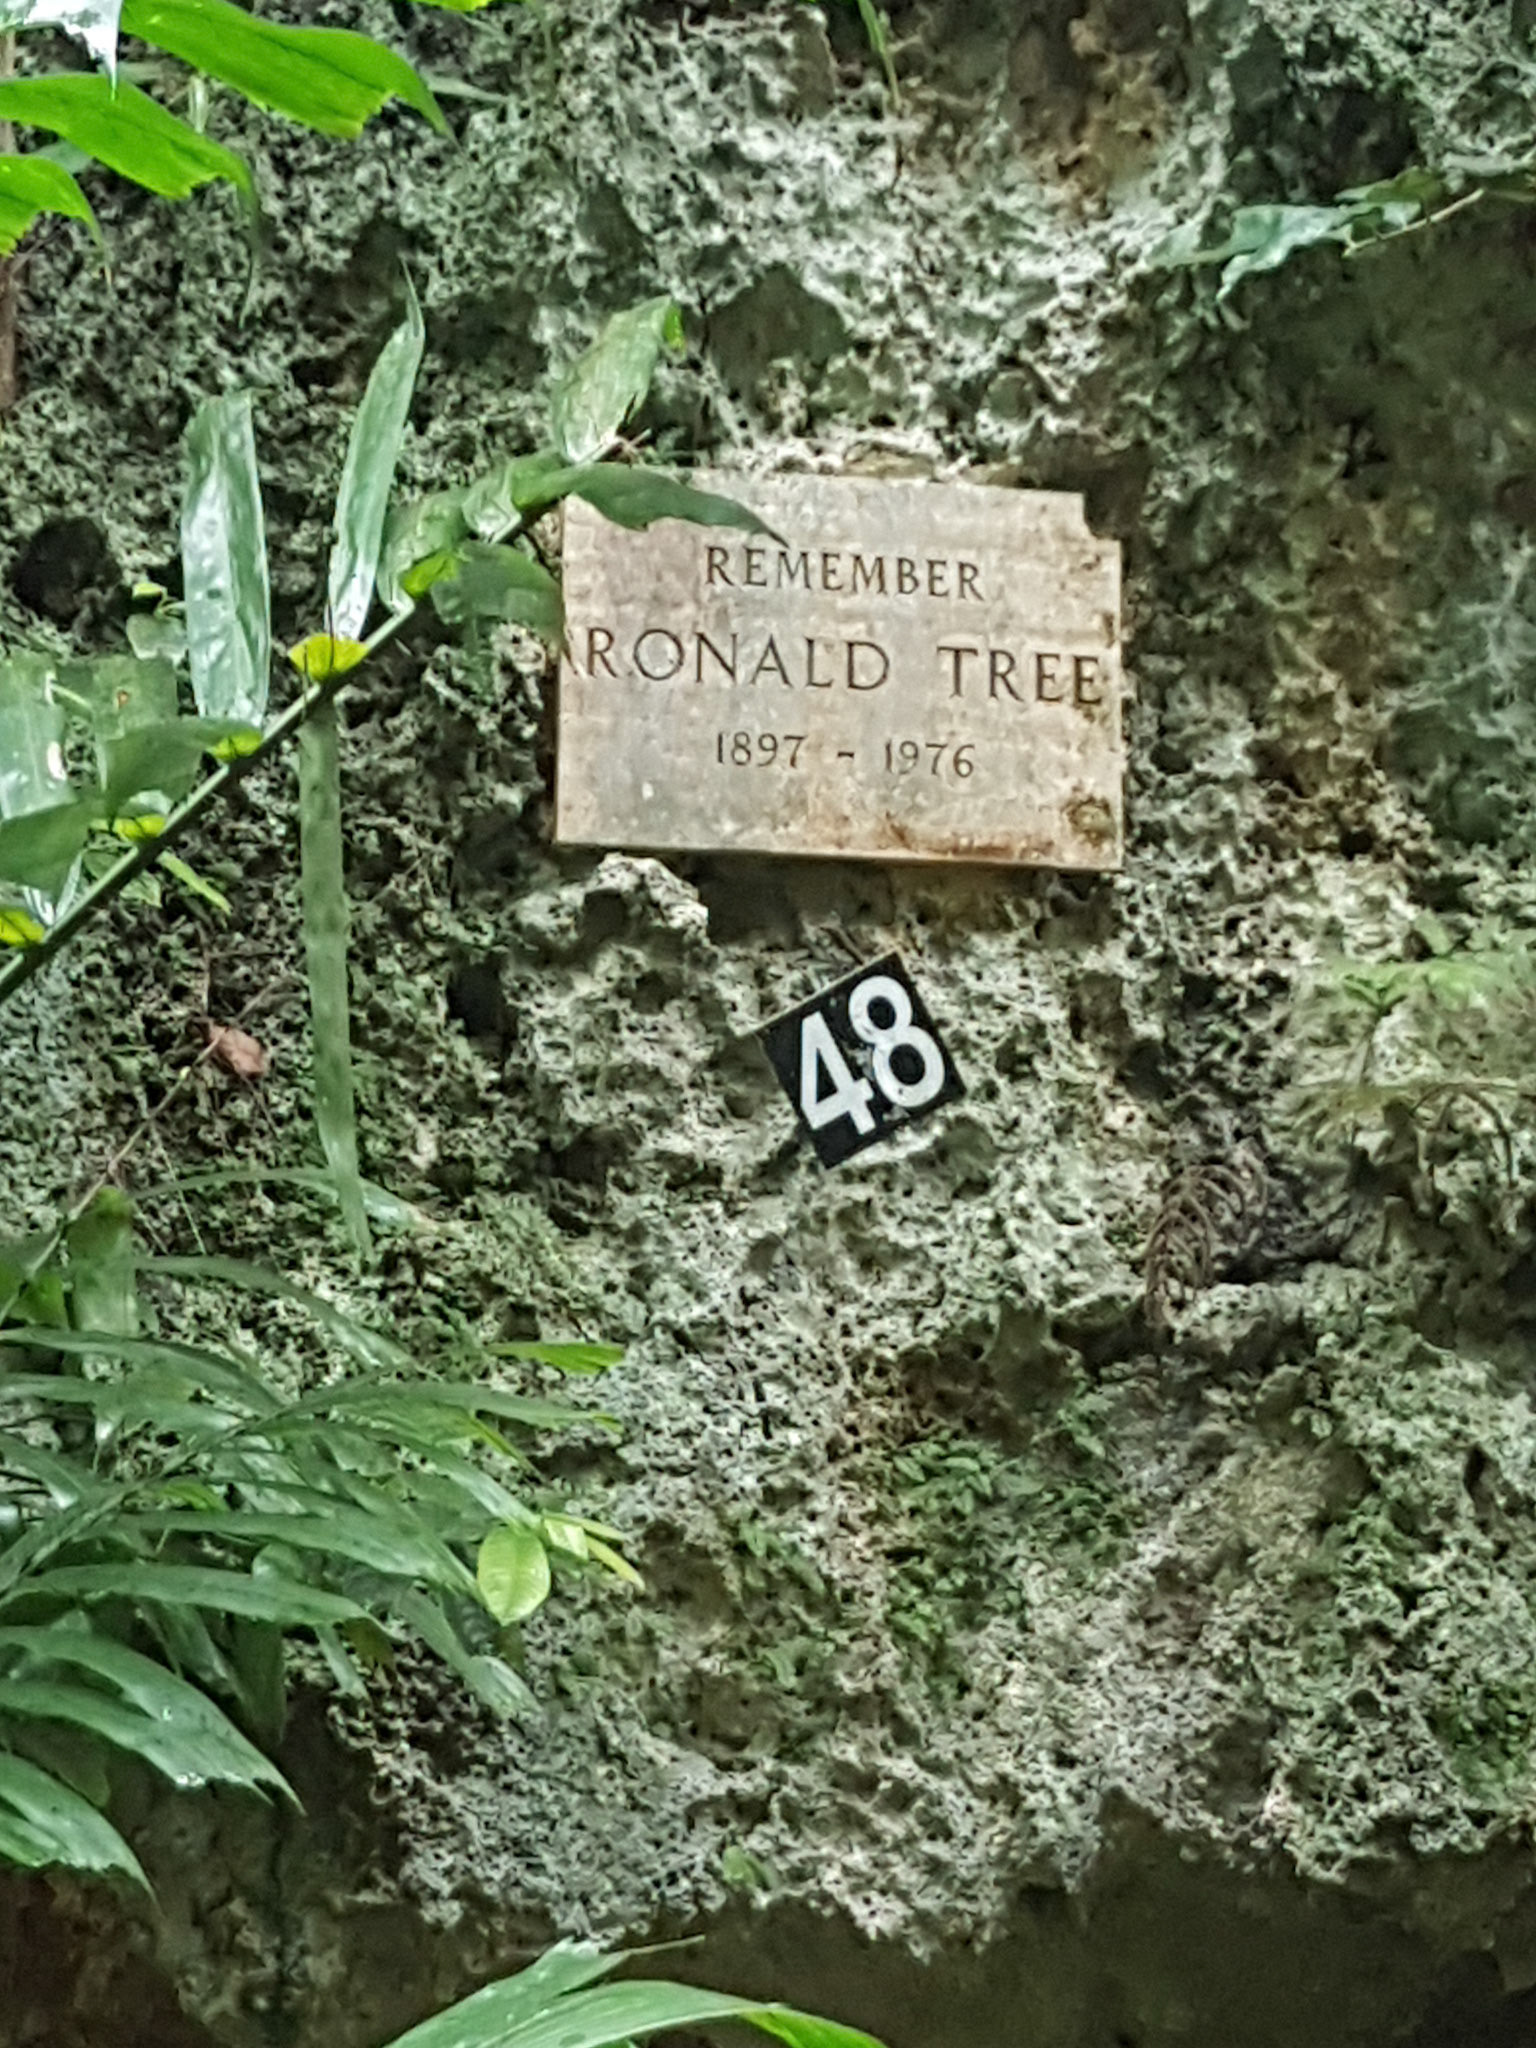 REMEMBER
RONALD TREE
1897 - 1976
48